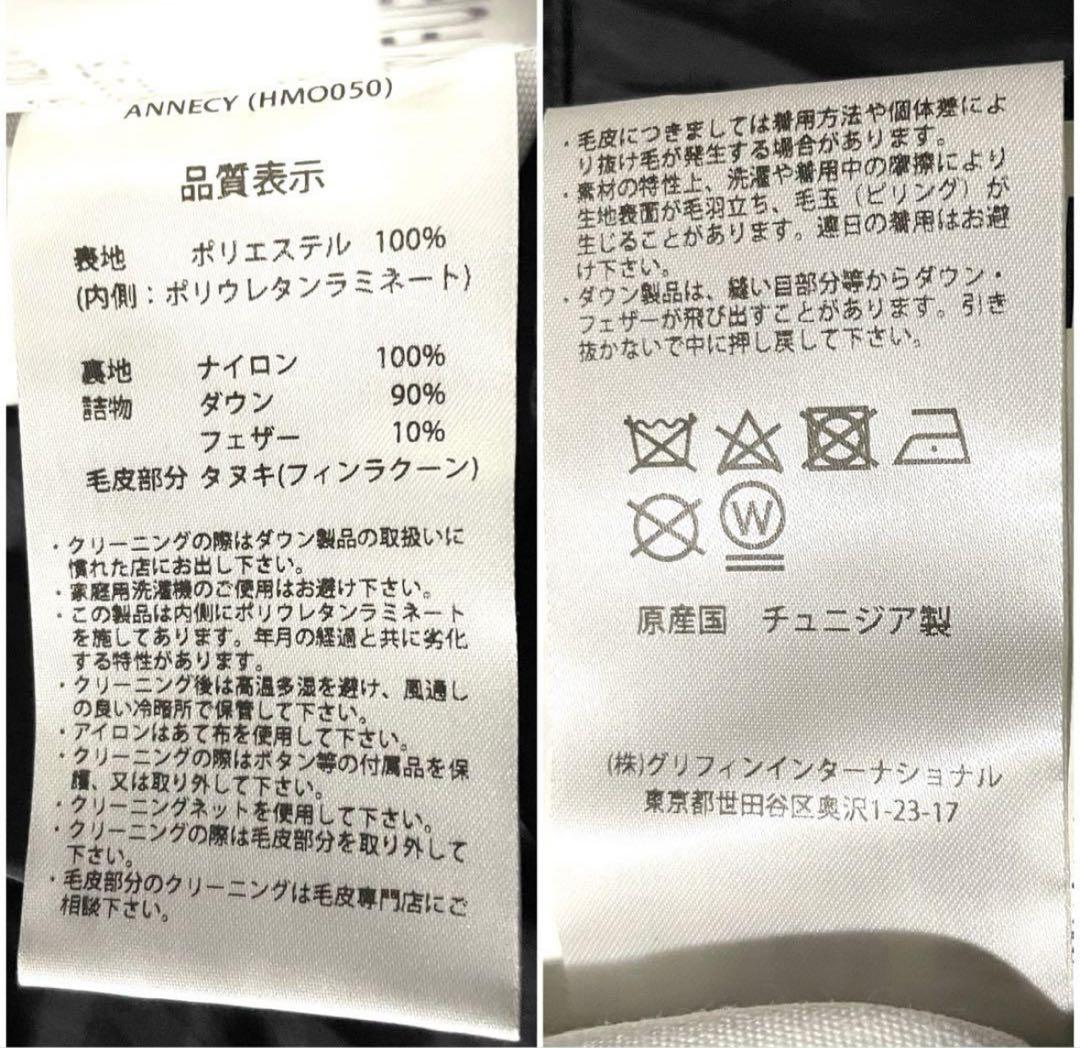 ANNECY (HMO050)
品質表示
表地 ポリエステル 100%
(内側：ポリウレタンラミネート)
裏地 ナイロン 100%
詰物 ダウン 90%
フェザー 10%
毛皮部分 タヌキ(フィンラクーン)
・クリーニングの際はダウン製品の取扱いに
慣れた店にお出し下さい。
・家庭用洗濯機のご使用はお避け下さい。
・この製品は内側にポリウレタンラミネート
を施してあります。年月の経過と共に劣化
する特性があります。
・クリーニング後は高温多湿を避け、風通し
の良い冷暗所で保管して下さい。
・アイロンはあて布を使用して下さい。
・クリーニングの際はボタン等の付属品を保
護、又は取り外して下さい。
・クリーニングネットを使用して下さい。
・クリーニングの際は毛皮部分を取り外して
下さい。
・毛皮部分のクリーニングは毛皮専門店にご
相談下さい。
・毛皮につきましては着用方法や個体差によ
り抜け毛が発生する場合があります。
・素材の特性上、洗濯や着用中の摩擦により
生地表面が毛羽立ち、毛玉（ピリング）が
生じることがあります。連日の着用はお避
け下さい。
・ダウン製品は、縫い目部分等からダウン・
フェザーが飛び出すことがあります。引き
抜かないで中に押し戻して下さい。
W
原産国 チュニジア製
(株)グリフィンインターナショナル
東京都世田谷区奥沢1-23-17